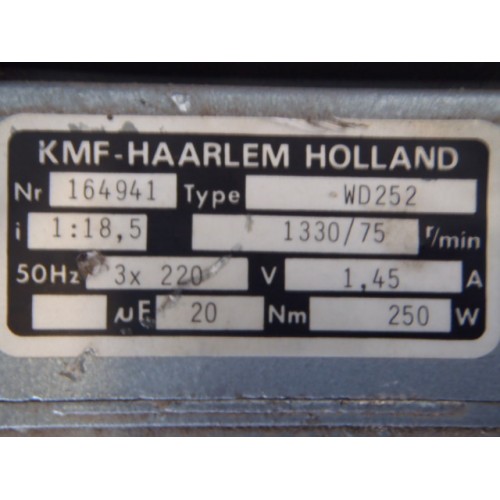 KMF-HAARLEM HOLLAND
Nr 164941 Type WD252
i 1:18,5 1330/75 r/min
50Hz 3x 220 V 1,45 A
µF 20 Nm 250 W